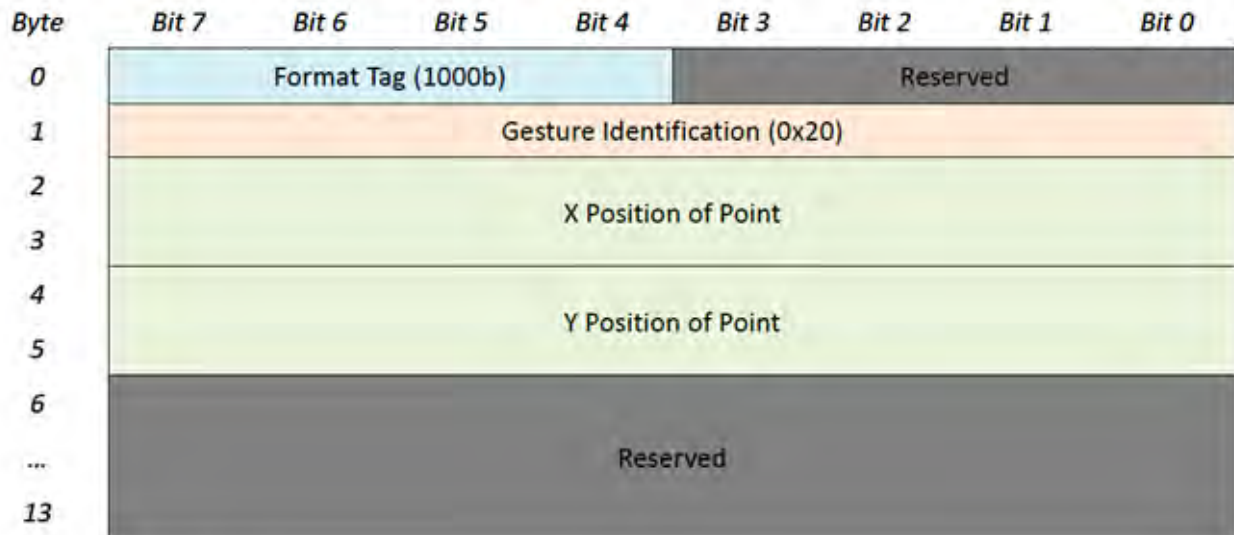 Byte Bit 7 Bit 6 Bit 5 Bit 4 Bit 3 Bit 2 Bit 1 Bit 0
0 Format Tag (1000b) Reserved
1 Gesture Identification (0x20)
2
X Position of Point
3
4
Y Position of Point
5
6
... Reserved
13